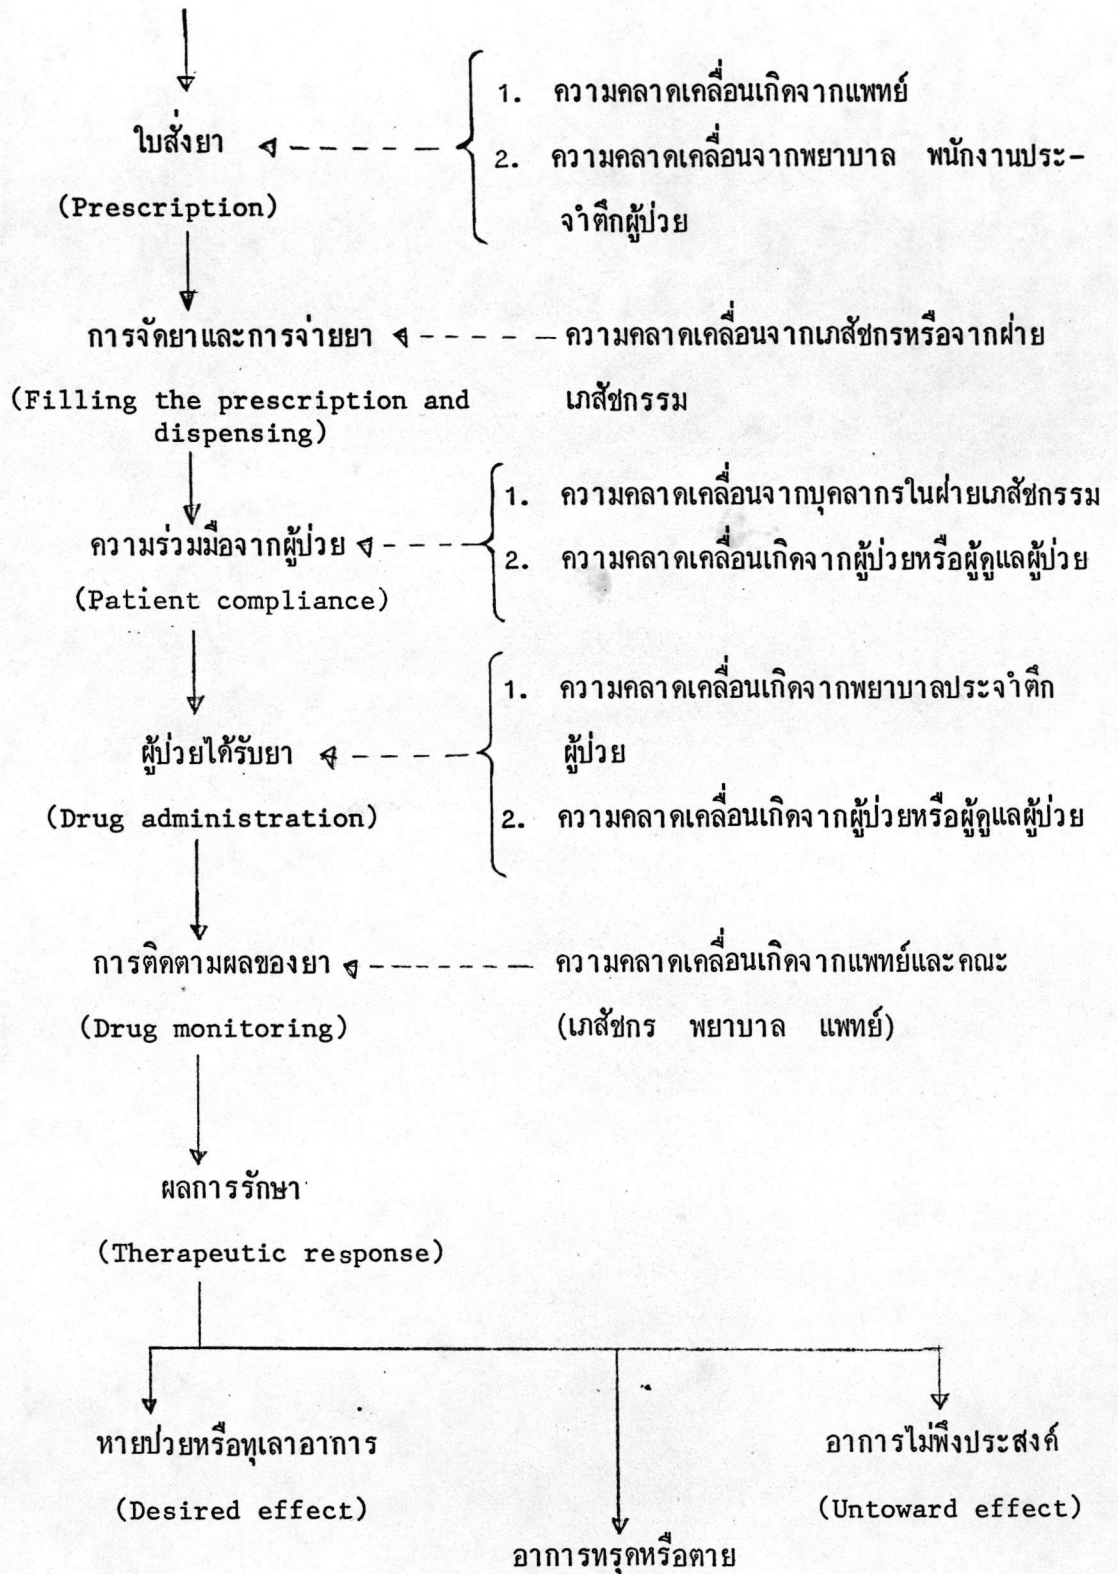 1. ความคลาดเคลื่อนเกิดจากแพทย์
ใบสั่งยา
2. ความคลาดเคลื่อนจากพยาบาล พนักงานประ-
(Prescription)
จำตึกผู้ป่วย
การจัดยาและการจ่ายยา
ความคลาดเคลื่อนจากเภสัชกรหรือจากฝ่าย
(Filling the prescription and
เภสัชกรรม
dispensing)
1. ความคลาดเคลื่อนจากบุคลากรในฝ่ายเภสัชกรรม
ความร่วมมือจากผู้ป่วย
2. ความคลาดเคลื่อนเกิดจากผู้ป่วยหรือผู้ดูแลผู้ป่วย
(Patient compliance)
1. ความคลาดเคลื่อนเกิดจากพยาบาลประจำตึก
ผู้ป่วยได้รับยา
ผู้ป่วย
(Drug administration)
2. ความคลาดเคลื่อนเกิดจากผู้ป่วยหรือผู้ดูแลผู้ป่วย
การติดตามผลของยา
ความคลาดเคลื่อนเกิดจากแพทย์และคณะ
(Drug monitoring)
(เภสัชกร พยาบาล แพทย์)
ผลการรักษา
(Therapeutic response)
หายป่วยหรือทุเลาอาการ
อาการไม่พึงประสงค์
(Desired effect)
(Untoward effect)
อาการทรุดหรือตาย